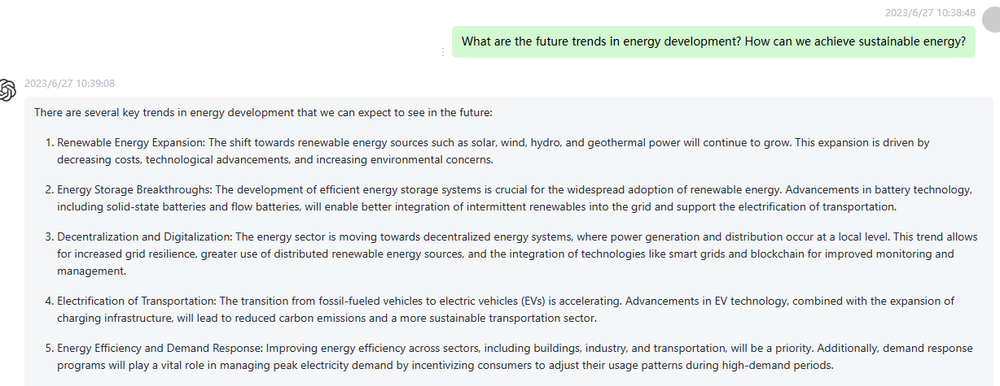 2023/6/27 10:38:48
What are the future trends in energy development? How can we achieve sustainable energy?
2023/6/27 10:39:08
There are several key trends in energy development that we can expect to see in the future:
1. Renewable Energy Expansion: The shift towards renewable energy sources such as solar, wind, hydro, and geothermal power will continue to grow. This expansion is driven by
decreasing costs, technological advancements, and increasing environmental concerns.
2. Energy Storage Breakthroughs: The development of efficient energy storage systems is crucial for the widespread adoption of renewable energy. Advancements in battery technology,
including solid-state batteries and flow batteries, will enable better integration of intermittent renewables into the grid and support the electrification of transportation.
3. Decentralization and Digitalization: The energy sector is moving towards decentralized energy systems, where power generation and distribution occur at a local level. This trend allows
for increased grid resilience, greater use of distributed renewable energy sources, and the integration of technologies like smart grids and blockchain for improved monitoring and
management.
4. Electrification of Transportation: The transition from fossil-fueled vehicles to electric vehicles (EVs) is accelerating. Advancements in EV technology, combined with the expansion of
charging infrastructure, will lead to reduced carbon emissions and a more sustainable transportation sector.
5. Energy Efficiency and Demand Response: Improving energy efficiency across sectors, including buildings, industry, and transportation, will be a priority. Additionally, demand response
programs will play a vital role in managing peak electricity demand by incentivizing consumers to adjust their usage patterns during high-demand periods.